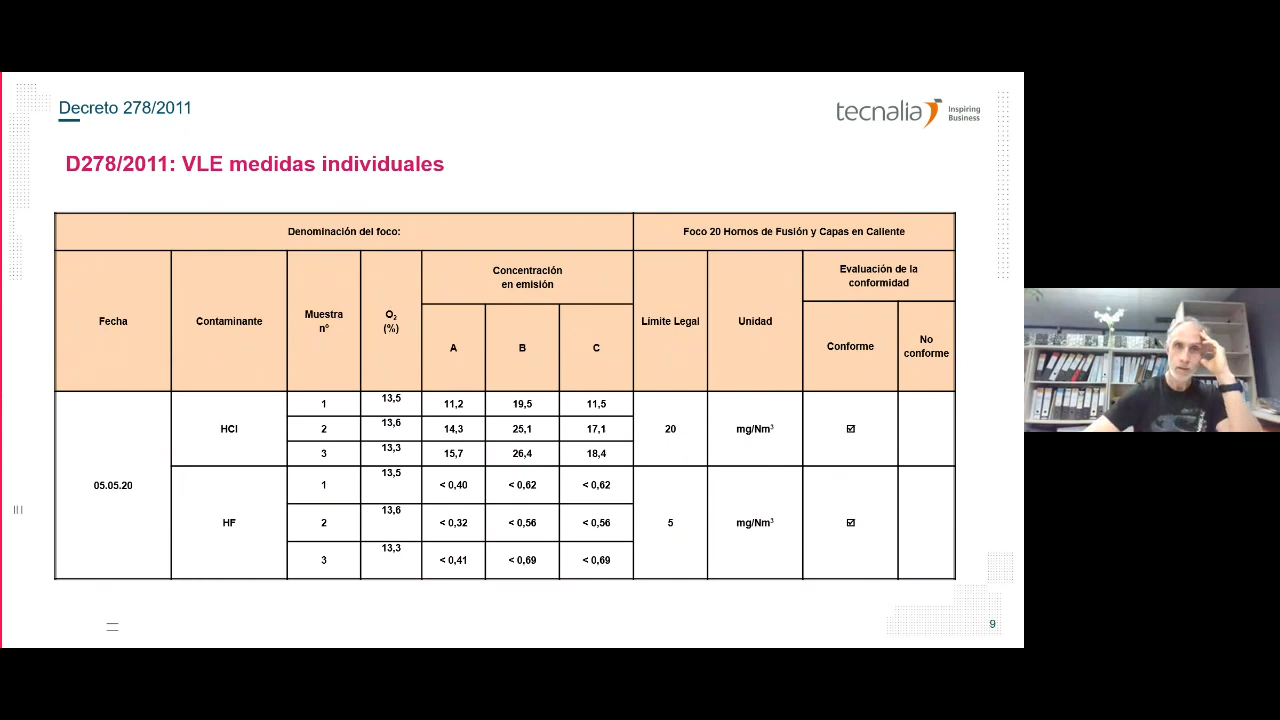 Decreto 278/2011
tecnalia Inspiring
Business
D278/2011: VLE medidas individuales
Denominación del foco: Foco 20 Hornos de Fusión y Capas en Caliente
Fecha Contaminante Muestra nº O2 (%) Concentración en emisión Límite Legal Unidad Evaluación de la conformidad
A B C Conforme No conforme
05.05.20 HCl 1 13,5 11,2 19,5 11,5 20 mg/Nm³ ☑
2 13,6 14,3 25,1 17,1
3 13,3 15,7 26,4 18,4
HF 1 13,5 < 0,40 < 0,62 < 0,62 5 mg/Nm³ ☑
2 13,6 < 0,32 < 0,56 < 0,56
3 13,3 < 0,41 < 0,69 < 0,69
9